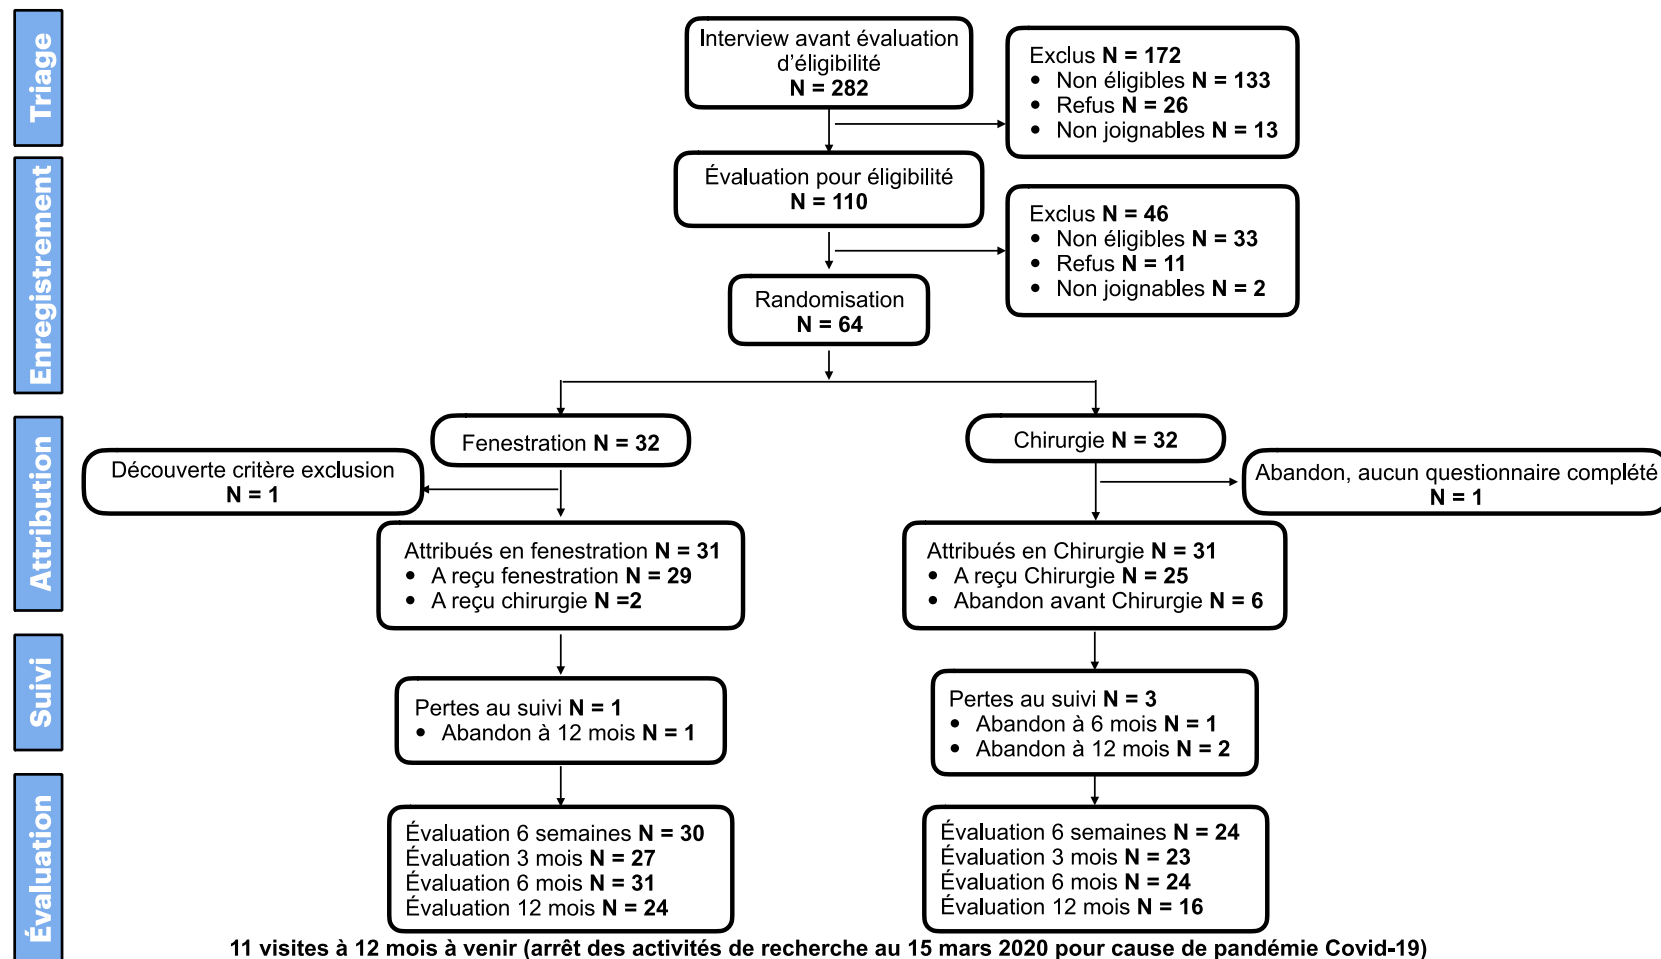 Triage
Interview avant évaluation
d'éligibilité
N = 282
Exclus N = 172
• Non éligibles N = 133
• Refus N = 26
• Non joignables N = 13
Enregistrement
Évaluation pour éligibilité
N = 110
Exclus N = 46
• Non éligibles N = 33
• Refus N = 11
• Non joignables N = 2
Randomisation
N = 64
Attribution
Fenestration N = 32
Chirurgie N = 32
Découverte critère exclusion
N = 1
Abandon, aucun questionnaire complété
N = 1
Attribués en fenestration N = 31
• A reçu fenestration N = 29
• A reçu chirurgie N =2
Attribués en Chirurgie N = 31
• A reçu Chirurgie N = 25
• Abandon avant Chirurgie N = 6
Suivi
Pertes au suivi N = 1
• Abandon à 12 mois N = 1
Pertes au suivi N = 3
• Abandon à 6 mois N = 1
• Abandon à 12 mois N = 2
Évaluation
Évaluation 6 semaines N = 30
Évaluation 3 mois N = 27
Évaluation 6 mois N = 31
Évaluation 12 mois N = 24
Évaluation 6 semaines N = 24
Évaluation 3 mois N = 23
Évaluation 6 mois N = 24
Évaluation 12 mois N = 16
11 visites à 12 mois à venir (arrêt des activités de recherche au 15 mars 2020 pour cause de pandémie Covid-19)